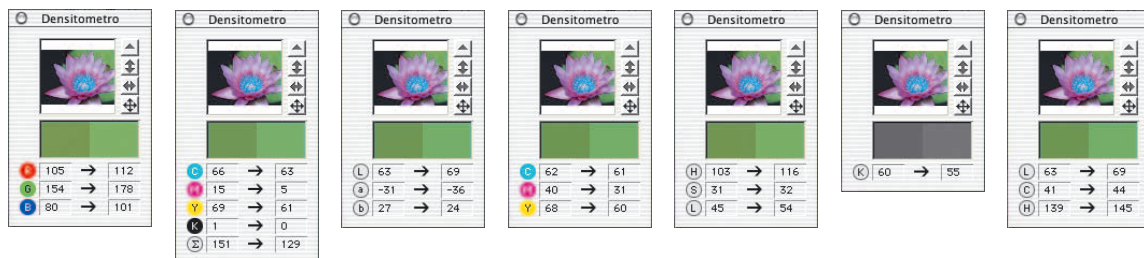 Densitometro
R 105 → 112
G 154 → 178
B 80 → 101
Densitometro
C 66 → 63
M 15 → 5
Y 69 → 61
K 1 → 0
Σ 151 → 129
Densitometro
L 63 → 69
a -31 → -36
b 27 → 24
Densitometro
C 62 → 61
M 40 → 31
Y 68 → 60
Densitometro
H 103 → 116
S 31 → 32
L 45 → 54
Densitometro
K 60 → 55
Densitometro
L 63 → 69
C 41 → 44
H 139 → 145